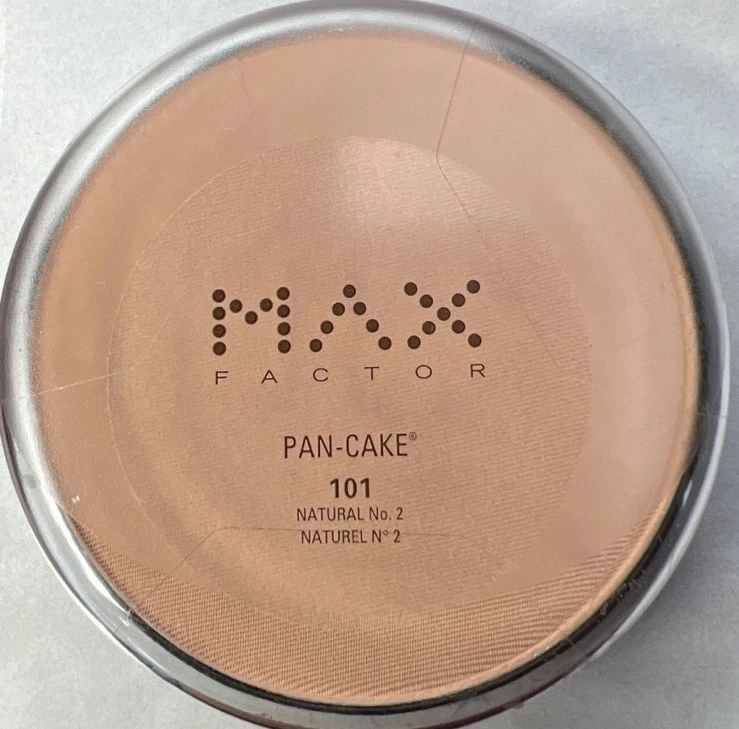 MAX
FACTOR
PAN-CAKE®
101
NATURAL No. 2
NATUREL N° 2